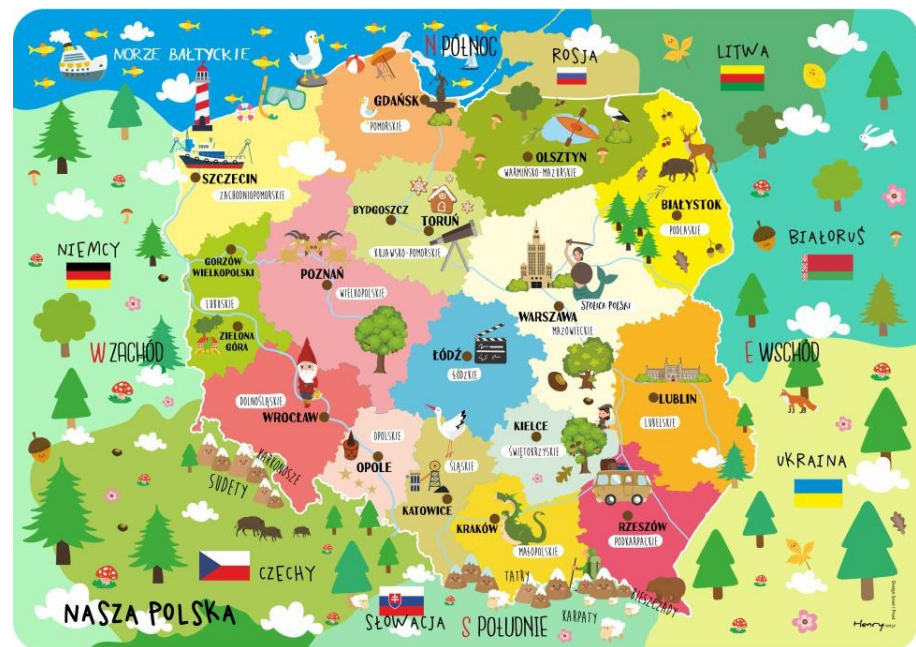 MORZE BAŁTYCKIE
N PÓŁNOC
ROSJA
LITWA
GDAŃSK
POMORSKIE
OLSZTYN
WARMIŃSKO-MAZURSKIE
SZCZECIN
ZACHODNIOPOMORSKIE
BYDGOSZCZ
TORUŃ
KUJAWSKO-POMORSKIE
BIAŁYSTOK
PODLASKIE
NIEMCY
BIAŁORUŚ
GORZÓW
WIELKOPOLSKI
LUBUSKIE
ZIELONA
GÓRA
POZNAŃ
WIELKOPOLSKIE
STOLICA POLSKI
WARSZAWA
MAZOWIECKIE
W ZACHÓD
E WSCHÓD
ŁÓDŹ
ŁÓDZKIE
DOLNOŚLĄSKIE
WROCŁAW
LUBLIN
LUBELSKIE
OPOLSKIE
OPOLE
KIELCE
ŚWIĘTOKRZYSKIE
ŚLĄSKIE
KATOWICE
KARKONOSZE
SUDETY
UKRAINA
KRAKÓW
MAŁOPOLSKIE
RZESZÓW
PODKARPACKIE
CZECHY
TATRY
BIESZCZADY
KARPATY
NASZA POLSKA
SŁOWACJA
S POŁUDNIE
Henry